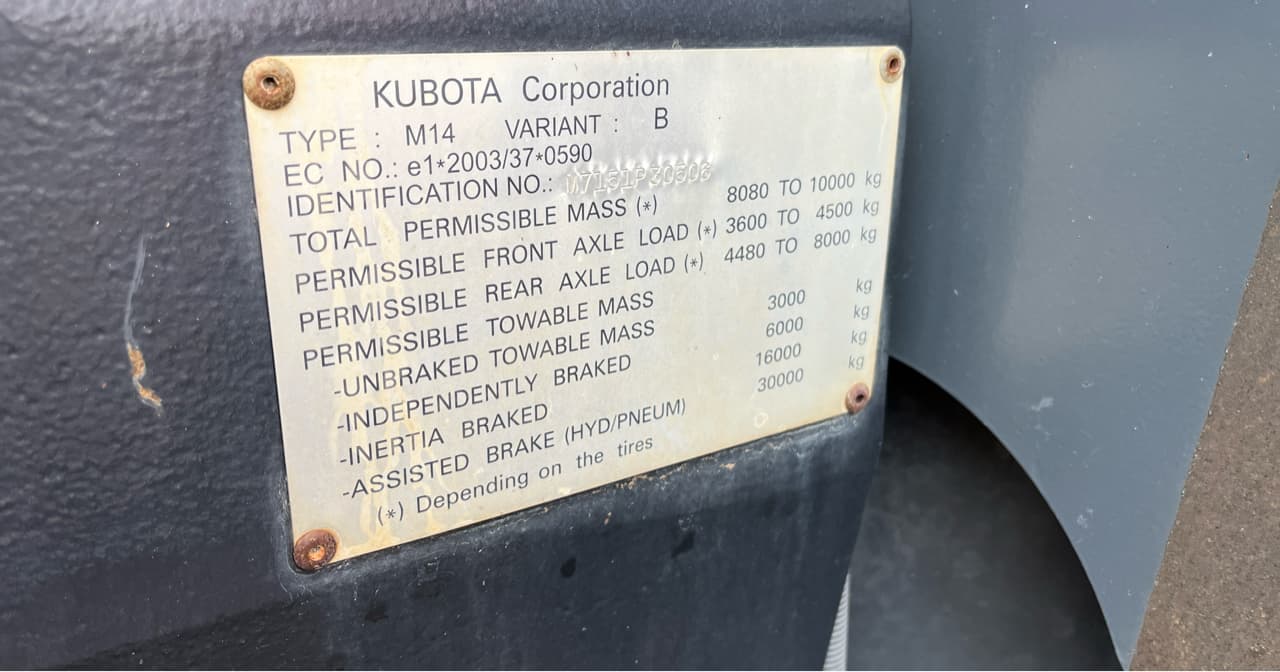 KUBOTA Corporation
TYPE : M14 VARIANT : B
EC NO.: e1*2003/37*0590
IDENTIFICATION NO.:
TOTAL PERMISSIBLE MASS (*) 8080 TO 10000 kg
PERMISSIBLE FRONT AXLE LOAD (*) 3600 TO 4500 kg
PERMISSIBLE REAR AXLE LOAD (*) 4480 TO 8000 kg
PERMISSIBLE TOWABLE MASS
-UNBRAKED TOWABLE MASS 3000 kg
-INDEPENDENTLY BRAKED 6000 kg
-INERTIA BRAKED 16000 kg
-ASSISTED BRAKE (HYD/PNEUM) 30000 kg
(*) Depending on the tires